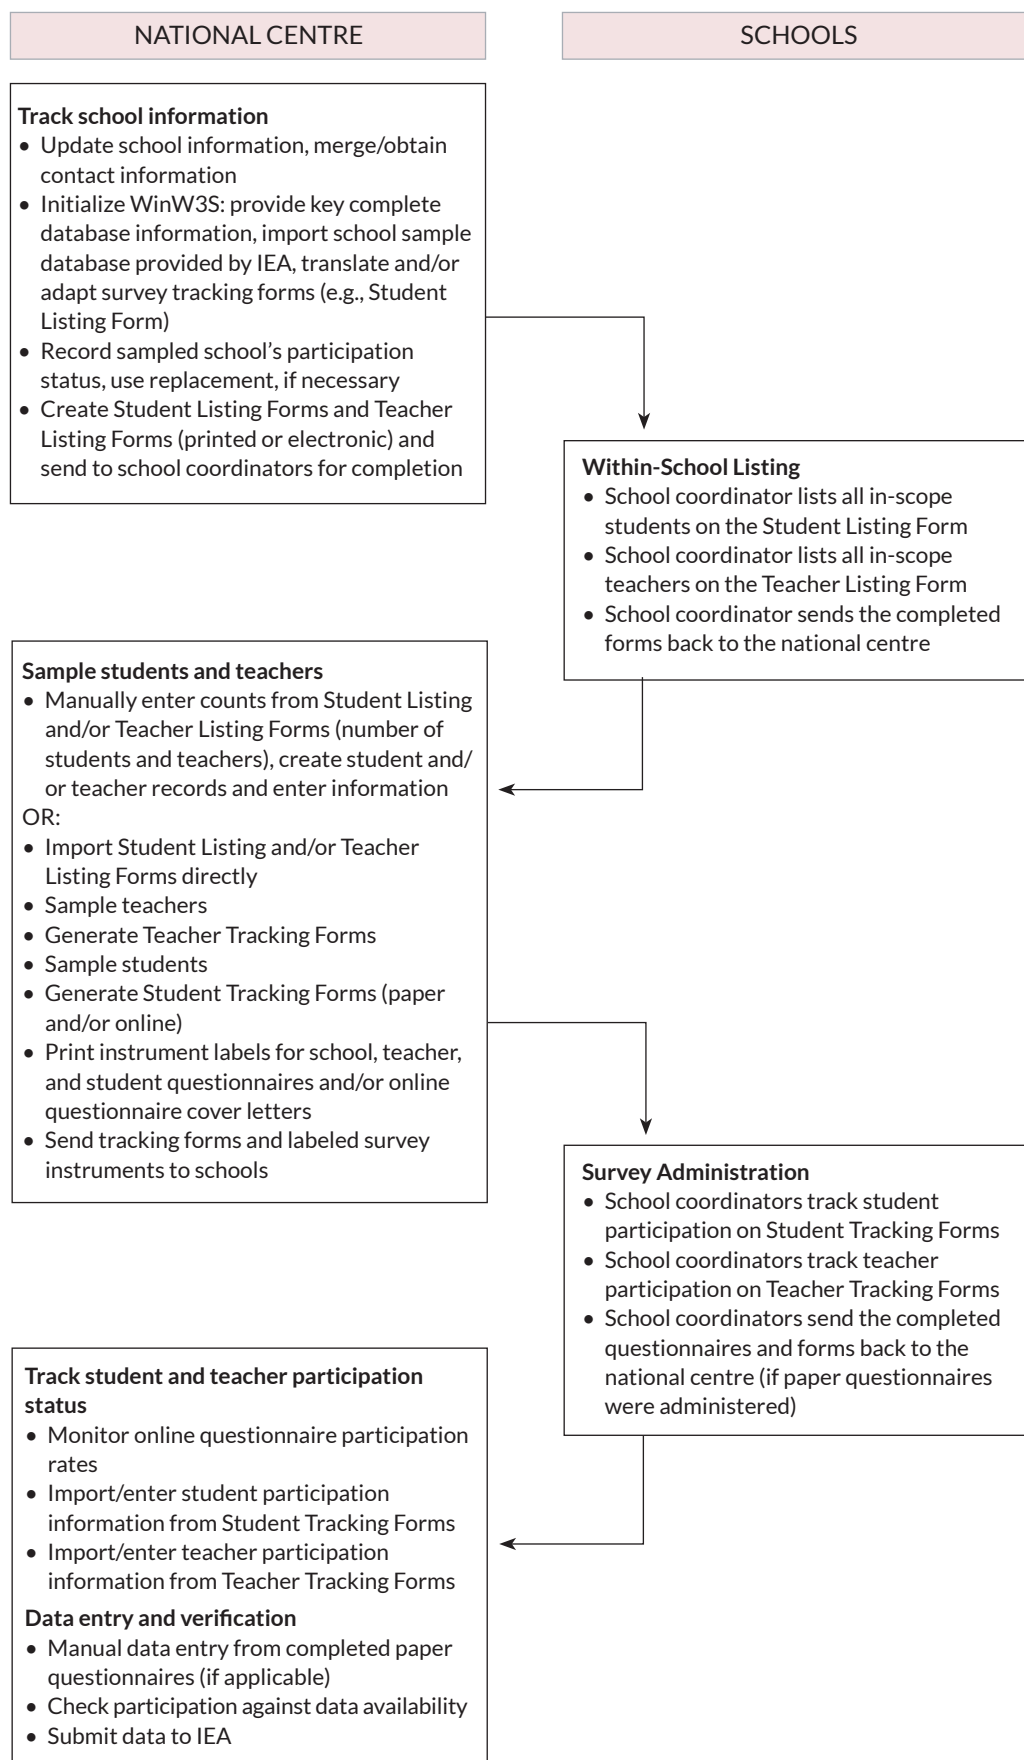 NATIONAL CENTRE
SCHOOLS
Track school information
• Update school information, merge/obtain
contact information
• Initialize WinW3S: provide key complete
database information, import school sample
database provided by IEA, translate and/or
adapt survey tracking forms (e.g., Student
Listing Form)
• Record sampled school’s participation
status, use replacement, if necessary
• Create Student Listing Forms and Teacher
Listing Forms (printed or electronic) and
send to school coordinators for completion
Within-School Listing
• School coordinator lists all in-scope
students on the Student Listing Form
• School coordinator lists all in-scope
teachers on the Teacher Listing Form
• School coordinator sends the completed
forms back to the national centre
Sample students and teachers
• Manually enter counts from Student Listing
and/or Teacher Listing Forms (number of
students and teachers), create student and/
or teacher records and enter information
OR:
• Import Student Listing and/or Teacher
Listing Forms directly
• Sample teachers
• Generate Teacher Tracking Forms
• Sample students
• Generate Student Tracking Forms (paper
and/or online)
• Print instrument labels for school, teacher,
and student questionnaires and/or online
questionnaire cover letters
• Send tracking forms and labeled survey
instruments to schools
Survey Administration
• School coordinators track student
participation on Student Tracking Forms
• School coordinators track teacher
participation on Teacher Tracking Forms
• School coordinators send the completed
questionnaires and forms back to the
national centre (if paper questionnaires
were administered)
Track student and teacher participation
status
• Monitor online questionnaire participation
rates
• Import/enter student participation
information from Student Tracking Forms
• Import/enter teacher participation
information from Teacher Tracking Forms
Data entry and verification
• Manual data entry from completed paper
questionnaires (if applicable)
• Check participation against data availability
• Submit data to IEA